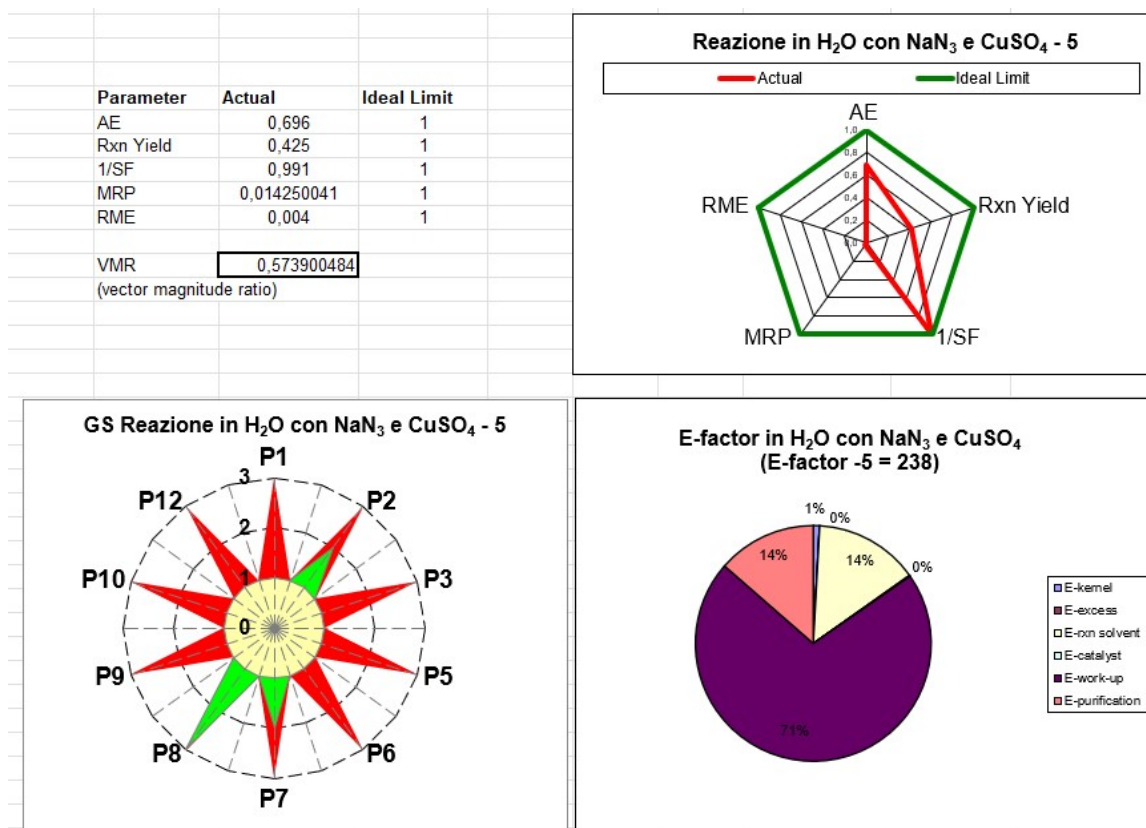 Parameter Actual Ideal Limit
AE 0,696 1
Rxn Yield 0,425 1
1/SF 0,991 1
MRP 0,014250041 1
RME 0,004 1
VMR 0,573900484
(vector magnitude ratio)
Reazione in H₂O con NaN₃ e CuSO₄ - 5
Actual Ideal Limit
AE
1,0
0,8
0,6
0,4
0,2
0,0
RME Rxn Yield
MRP 1/SF
GS Reazione in H₂O con NaN₃ e CuSO₄ - 5
P1
3
P12 P2
2
P10 P3
1
0
P9 P5
P8 P6
P7
E-factor in H₂O con NaN₃ e CuSO₄
(E-factor -5 = 238)
1% 0%
14% 14% 0%
71%
E-kernel
E-excess
E-rxn solvent
E-catalyst
E-work-up
E-purification